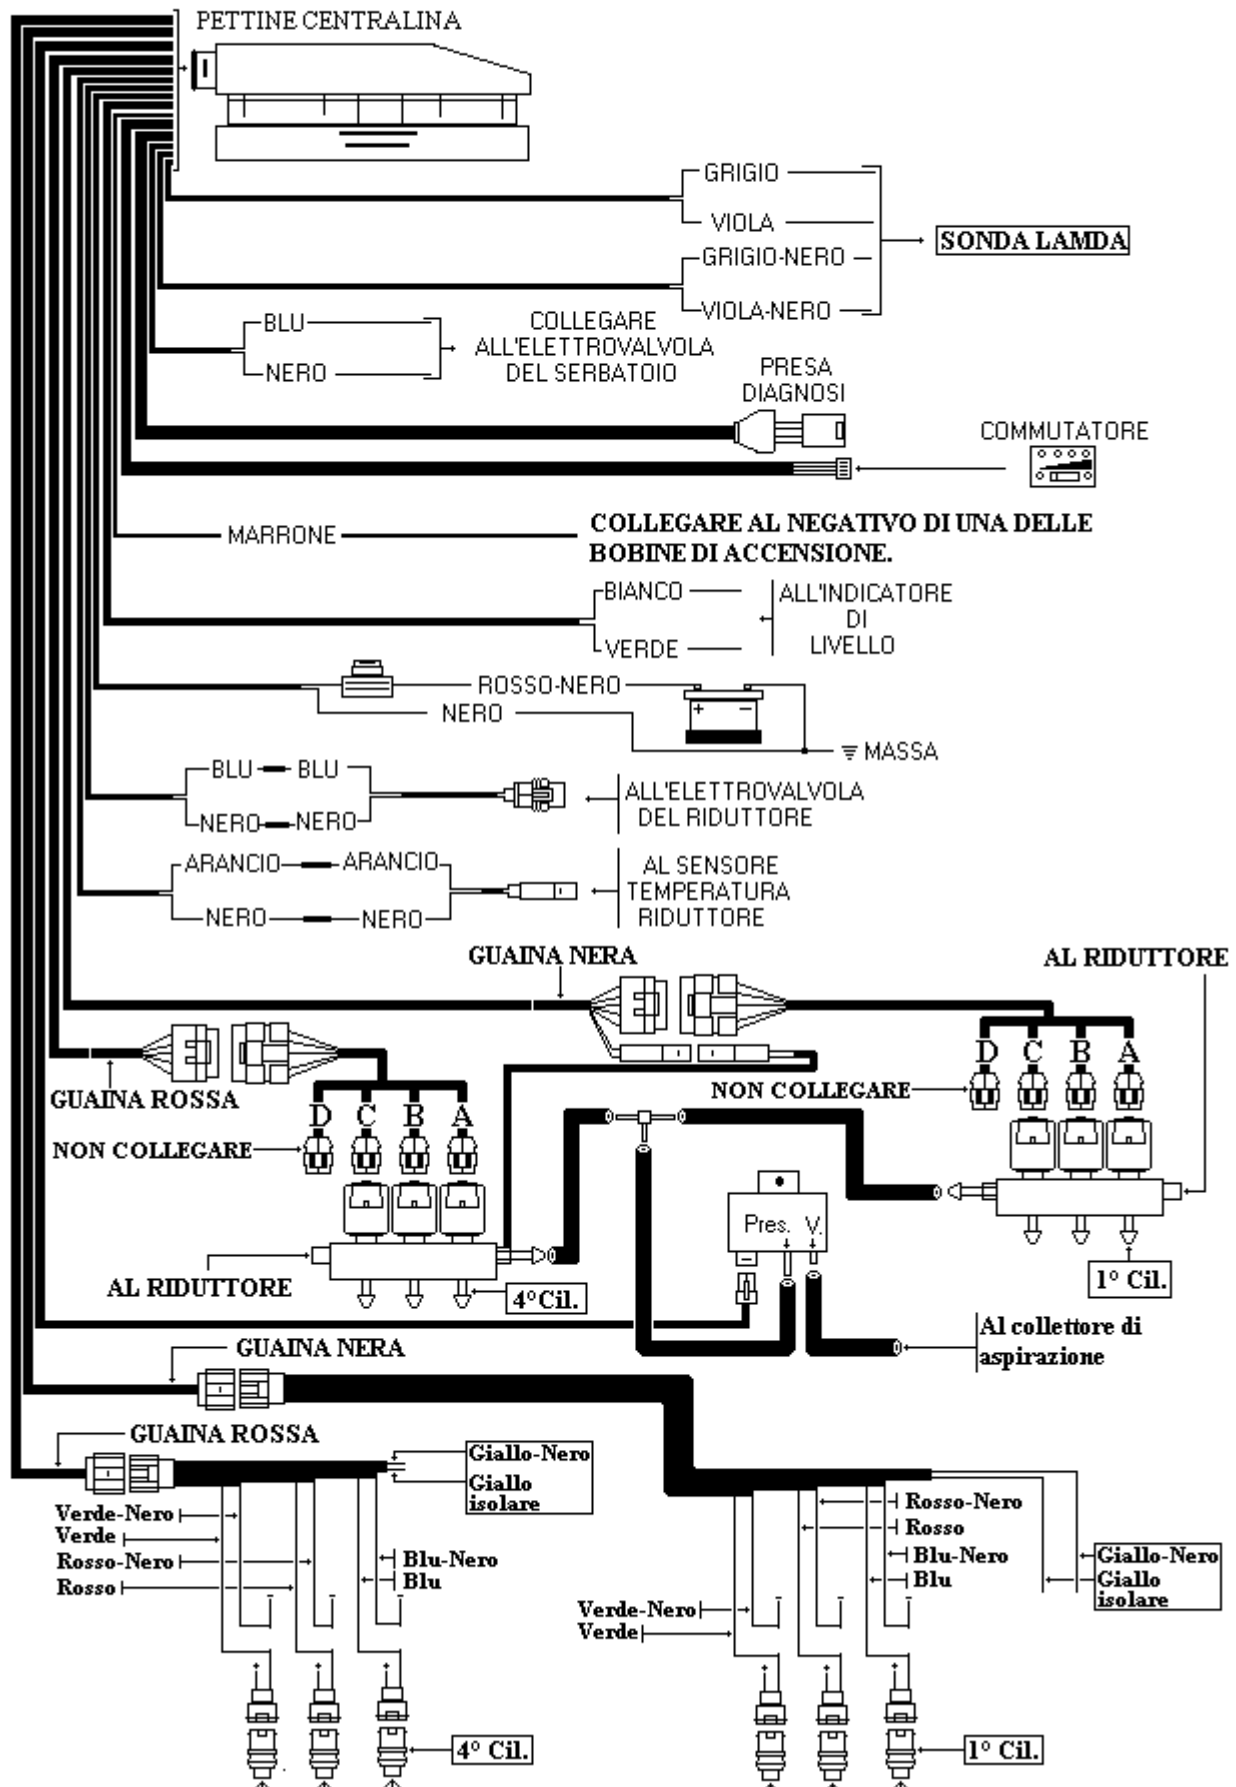 PETTINE CENTRALINA
GRIGIO
VIOLA
GRIGIO-NERO
VIOLA-NERO
SONDA LAMDA
BLU
NERO
COLLEGARE
ALL'ELETTROVALVOLA
DEL SERBATOIO
PRESA
DIAGNOSI
COMMUTATORE
MARRONE
COLLEGARE AL NEGATIVO DI UNA DELLE
BOBINE DI ACCENSIONE.
BIANCO
VERDE
ALL'INDICATORE
DI
LIVELLO
ROSSO-NERO
NERO
+ −
MASSA
BLU BLU
NERO NERO
ALL'ELETTROVALVOLA
DEL RIDUTTORE
ARANCIO ARANCIO
NERO NERO
AL SENSORE
TEMPERATURA
RIDUTTORE
GUAINA NERA
AL RIDUTTORE
D C B A
NON COLLEGARE
GUAINA ROSSA
D C B A
NON COLLEGARE
Pres. V.
AL RIDUTTORE
4°Cil.
1° Cil.
Al collettore di
aspirazione
GUAINA NERA
GUAINA ROSSA
Giallo-Nero
Giallo
isolare
Verde-Nero
Verde
Rosso-Nero
Rosso
Blu-Nero
Blu
Rosso-Nero
Rosso
Blu-Nero
Blu
Giallo-Nero
Giallo
isolare
Verde-Nero
Verde
4° Cil.
1° Cil.